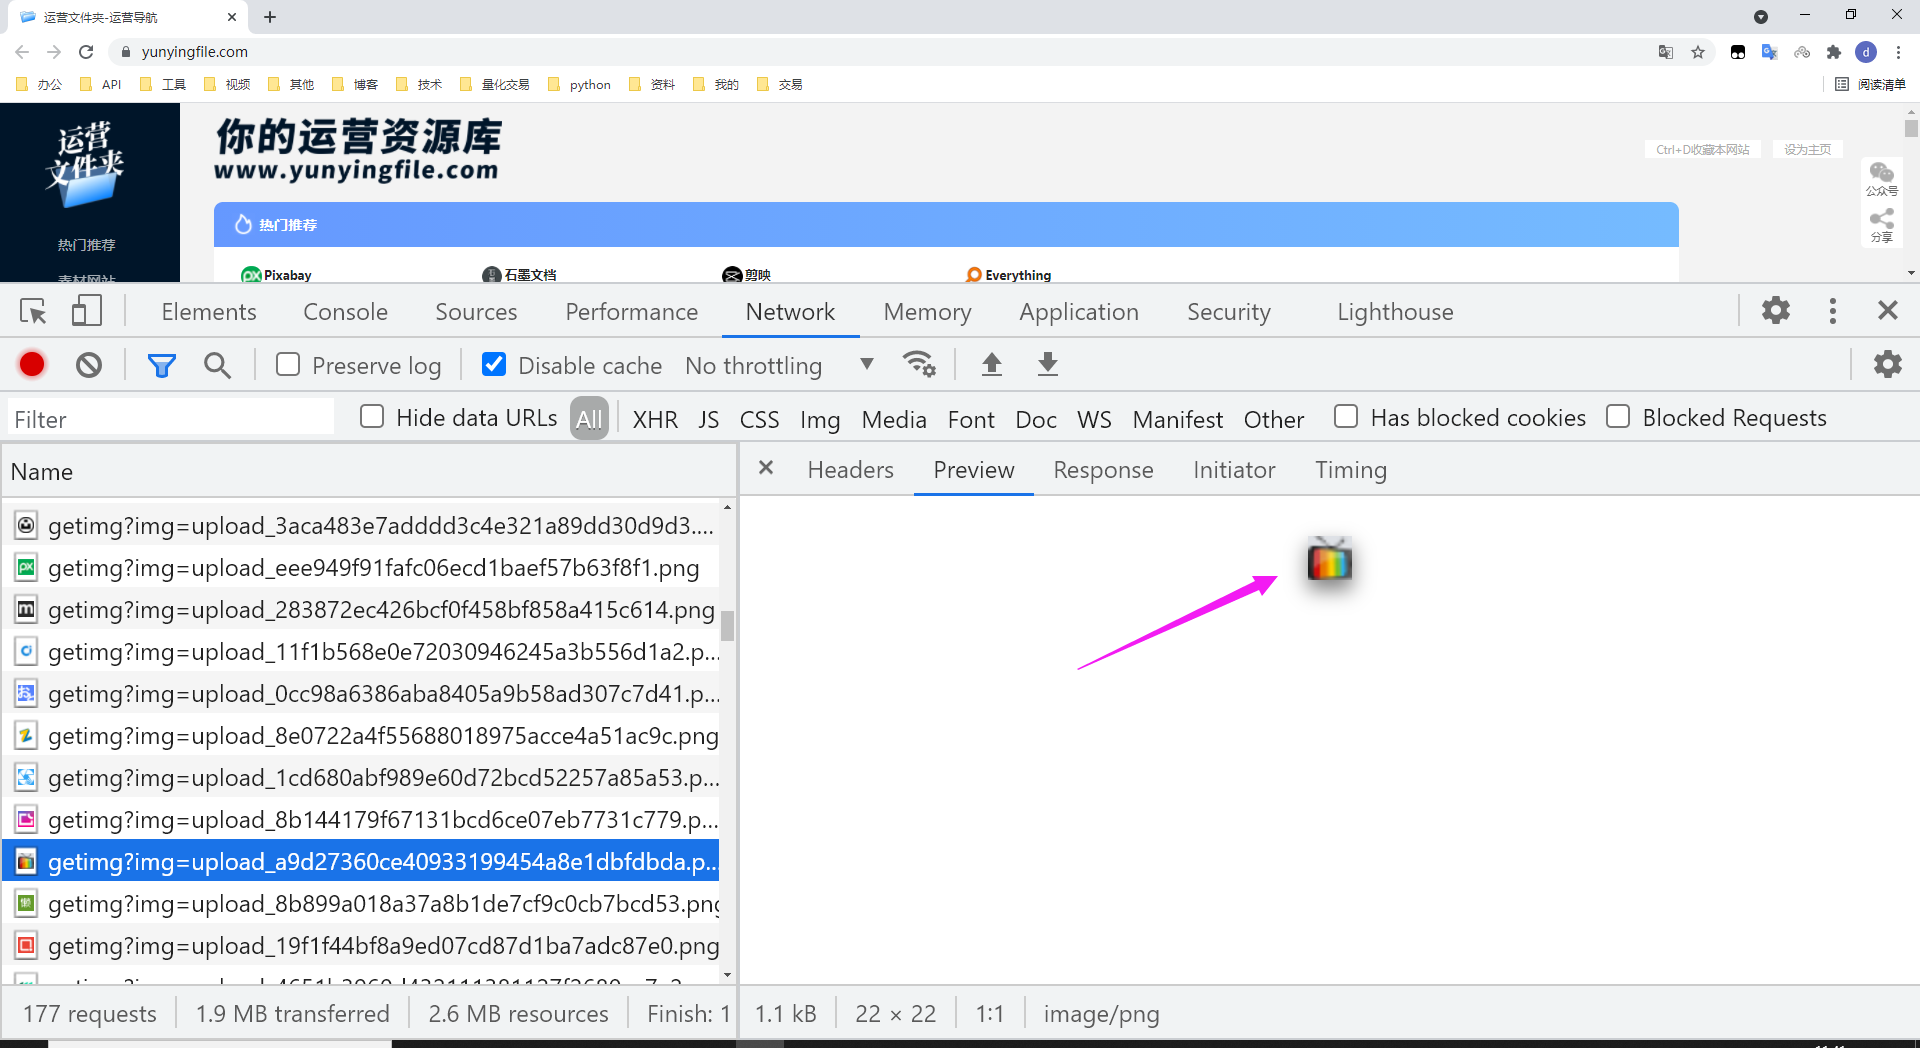 运营文件夹-运营导航
yunyingfile.com
d
办公 API 工具 视频 其他 博客 技术 量化交易 python 资料 我的 交易 阅读清单
运营
文件夹
热门推荐
素材网站
你的运营资源库
www.yunyingfile.com
Ctrl+D收藏本网站 设为主页
公众号
分享
热门推荐
Pixabay 石墨文档 剪映 Everything
Elements Console Sources Performance Network Memory Application Security Lighthouse
Preserve log Disable cache No throttling
Filter Hide data URLs All XHR JS CSS Img Media Font Doc WS Manifest Other Has blocked cookies Blocked Requests
Name
Headers Preview Response Initiator Timing
getimg?img=upload_3aca483e7adddd3c4e321a89dd30d9d3....
getimg?img=upload_eee949f91fafc06ecd1baef57b63f8f1.png
getimg?img=upload_283872ec426bcf0f458bf858a415c614.png
getimg?img=upload_11f1b568e0e72030946245a3b556d1a2.p...
getimg?img=upload_0cc98a6386aba8405a9b58ad307c7d41.p...
getimg?img=upload_8e0722a4f55688018975acce4a51ac9c.png
getimg?img=upload_1cd680abf989e60d72bcd52257a85a53.p...
getimg?img=upload_8b144179f67131bcd6ce07eb7731c779.p...
getimg?img=upload_a9d27360ce40933199454a8e1dbfdbda.p...
getimg?img=upload_8b899a018a37a8b1de7cf9c0cb7bcd53.png
getimg?img=upload_19f1f44bf8a9ed07cd87d1ba7adc87e0.png
177 requests 1.9 MB transferred 2.6 MB resources Finish: 1
1.1 kB 22 × 22 1:1 image/png